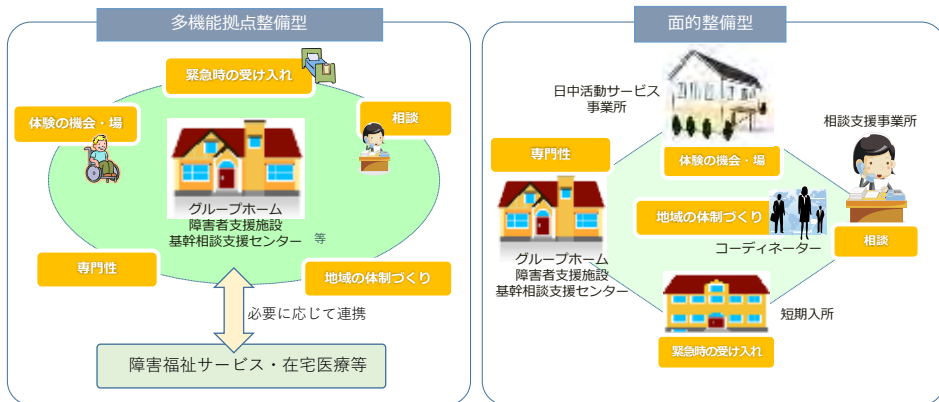 多機能拠点整備型
緊急時の受け入れ
体験の機会・場
相談
グループホーム
障害者支援施設
基幹相談支援センター 等
専門性
地域の体制づくり
必要に応じて連携
障害福祉サービス・在宅医療等
面的整備型
日中活動サービス
事業所
相談支援事業所
専門性
体験の機会・場
地域の体制づくり
コーディネーター
相談
グループホーム
障害者支援施設
基幹相談支援センター
短期入所
緊急時の受け入れ